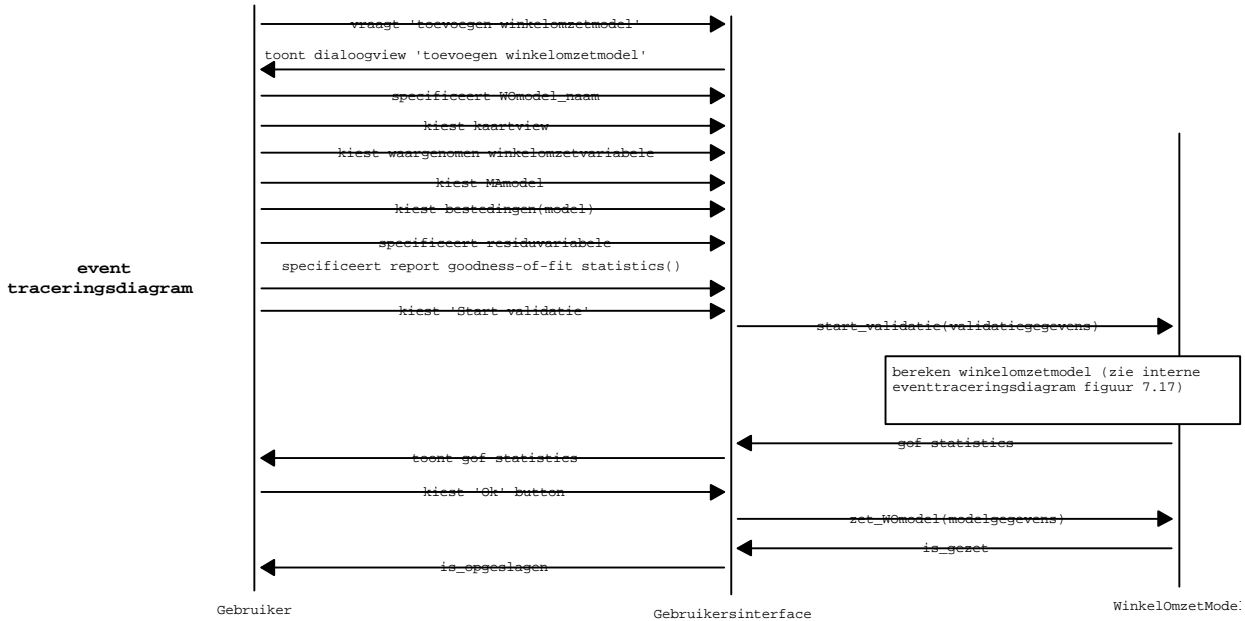 vraagt 'toevoegen winkelomzetmodel'
toont dialoogview 'toevoegen winkelomzetmodel'
specificeert WOmodel_naam
kiest kaartview
kiest waargenomen winkelomzetvariabele
kiest MAmodel
kiest bestedingen(model)
specificeert residuvariabele
event
traceringsdiagram
specificeert report goodness-of-fit statistics()
kiest 'Start validatie'
start_validatie(validatiegegevens)
bereken winkelomzetmodel (zie interne
eventtraceringsdiagram figuur 7.17)
gof statistics
toont gof statistics
kiest 'Ok' button
zet_WOmodel(modelgegevens)
is_gezet
is_opgeslagen
Gebruiker
Gebruikersinterface
WinkelOmzetModel